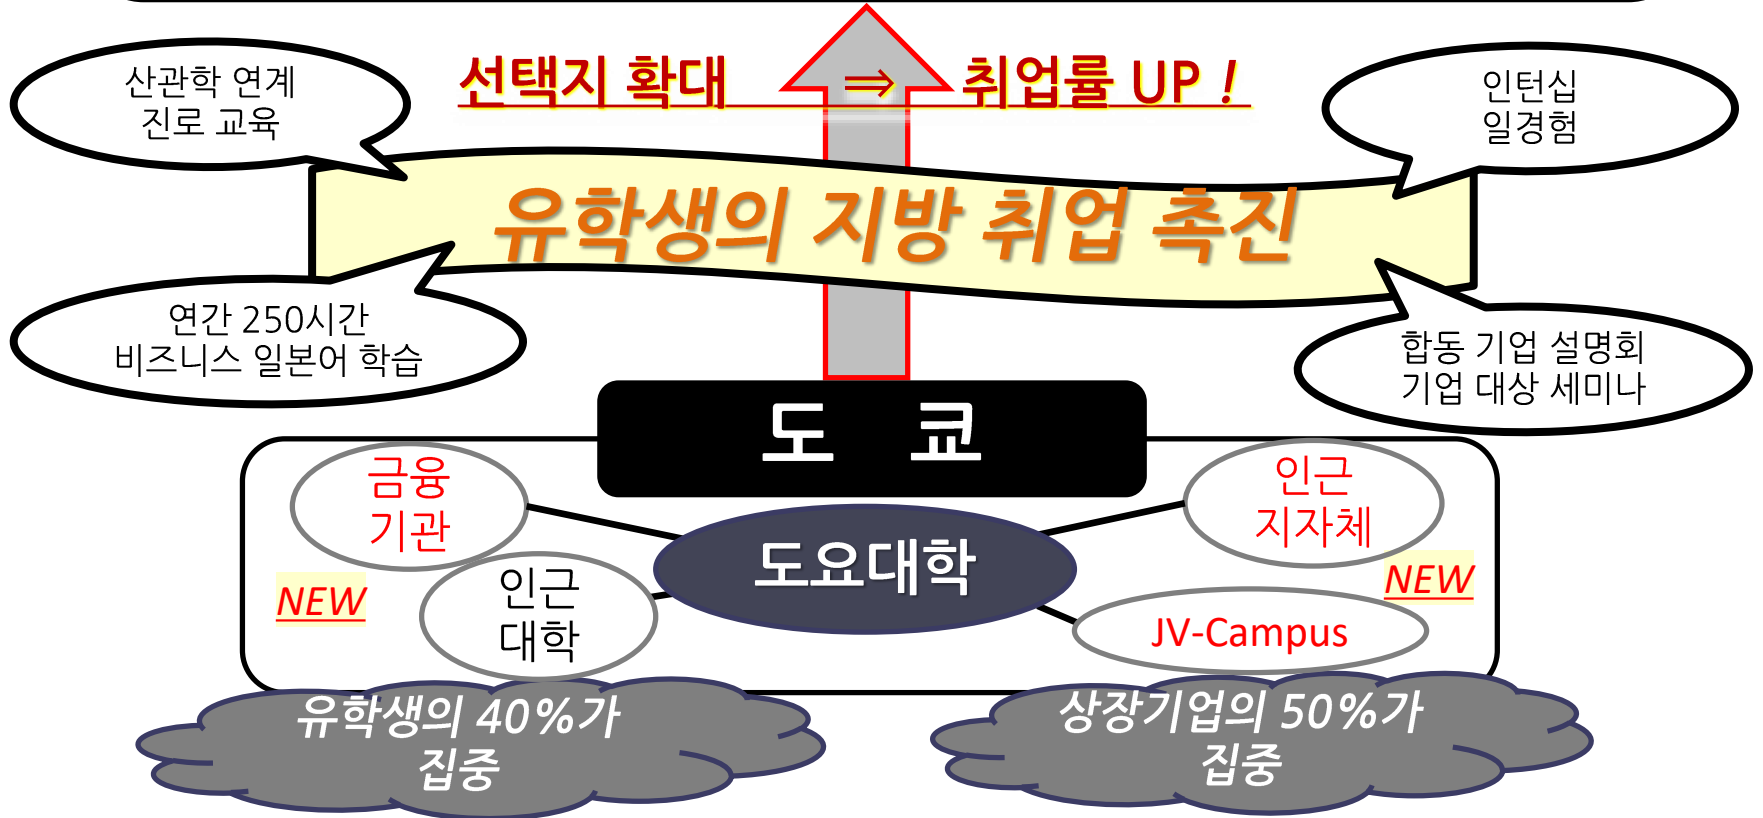 선택지 확대 ⇒ 취업률 UP !
산관학 연계
진로 교육
인턴십
일경험
유학생의 지방 취업 촉진
연간 250시간
비즈니스 일본어 학습
합동 기업 설명회
기업 대상 세미나
도 쿄
금융
기관
인근
지자체
도요대학
NEW
인근
대학
NEW
JV-Campus
유학생의 40%가
집중
상장기업의 50%가
집중